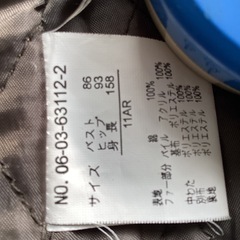 NO. 06-03-63112-2
サイズ
バスト 86
ヒップ 93
身長 158
11AR
表地 綿 100%
ファー部分 パイル アクリル 100%
基布 ポリエステル 100%
中わた ポリエステル 100%
別布 ポリエステル 100%